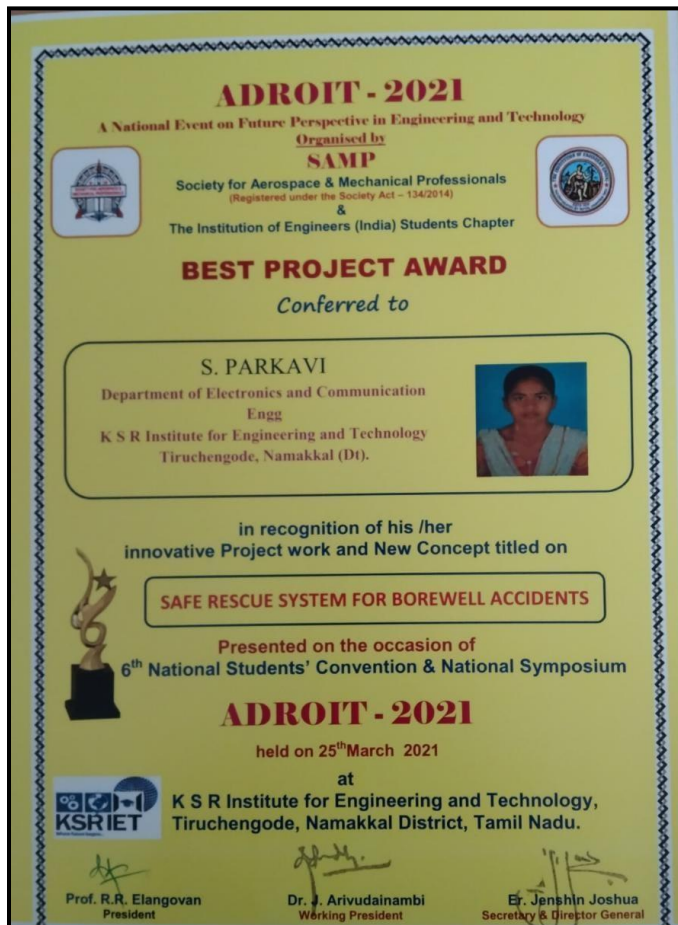 ADROIT - 2021
A National Event on Future Perspective in Engineering and Technology
Organised by
SAMP
Society for Aerospace & Mechanical Professionals
(Registered under the Society Act – 134/2014)
&
The Institution of Engineers (India) Students Chapter
BEST PROJECT AWARD
Conferred to
S. PARKAVI
Department of Electronics and Communication
Engg
K S R Institute for Engineering and Technology
Tiruchengode, Namakkal (Dt).
in recognition of his /her
innovative Project work and New Concept titled on
SAFE RESCUE SYSTEM FOR BOREWELL ACCIDENTS
Presented on the occasion of
6th National Students' Convention & National Symposium
ADROIT - 2021
held on 25thMarch 2021
at
KSRIET
K S R Institute for Engineering and Technology,
Tiruchengode, Namakkal District, Tamil Nadu.
Prof. R.R. Elangovan
President
Dr. J. Arivudainambi
Working President
Er. Jenshin Joshua
Secretary & Director General